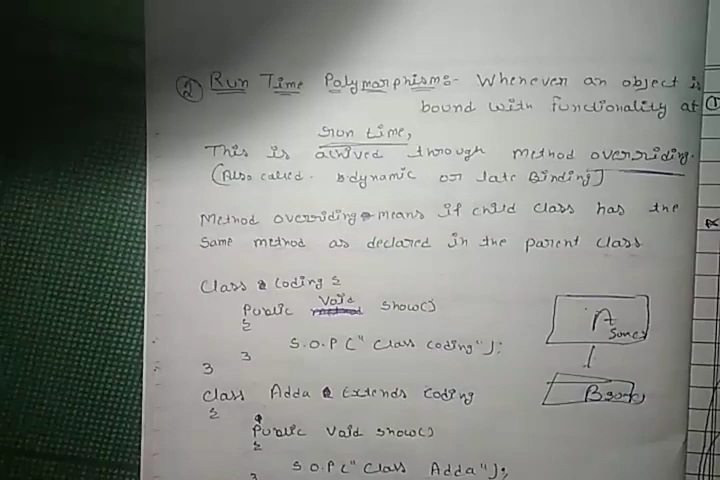 ② Run Time Polymorphism:- Whenever an object is
bound with functionality at
run time,
This is achived through method overriding.
(Also called. dynamic or late Binding)
Method overriding means if child class has the
same method as declared in the parent class
Class Coding {
Public Void show()
{
S.O.P (" Class Coding");
}
}
class Adda Extends Coding
{
Public Void show()
{
S.O.P (" Class Adda");
}
A
B